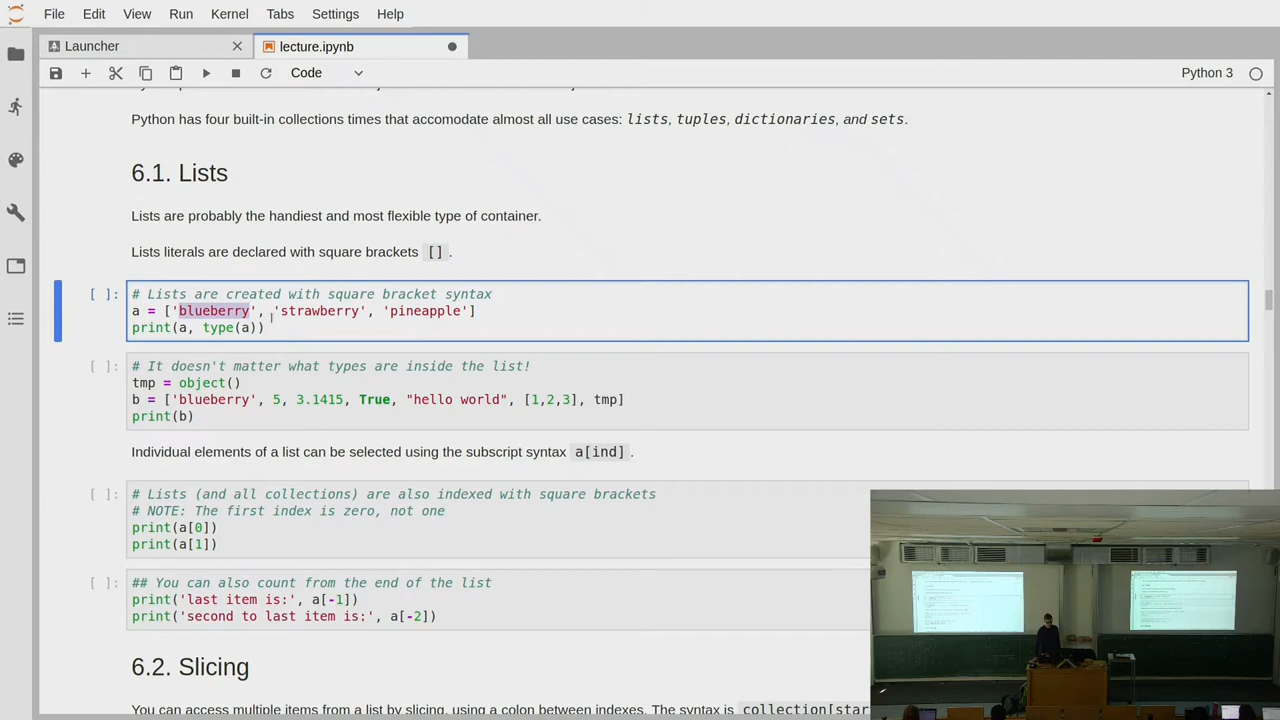 File Edit View Run Kernel Tabs Settings Help
Launcher
lecture.ipynb
Code
Python 3
Python has four built-in collections times that accomodate almost all use cases: lists, tuples, dictionaries, and sets.
6.1. Lists
Lists are probably the handiest and most flexible type of container.
Lists literals are declared with square brackets [].
[ ]: # Lists are created with square bracket syntax
a = ['blueberry', 'strawberry', 'pineapple']
print(a, type(a))
[ ]: # It doesn't matter what types are inside the list!
tmp = object()
b = ['blueberry', 5, 3.1415, True, "hello world", [1,2,3], tmp]
print(b)
Individual elements of a list can be selected using the subscript syntax a[ind].
[ ]: # Lists (and all collections) are also indexed with square brackets
# NOTE: The first index is zero, not one
print(a[0])
print(a[1])
[ ]: ## You can also count from the end of the list
print('last item is:', a[-1])
print('second to last item is:', a[-2])
6.2. Slicing
You can access multiple items from a list by slicing, using a colon between indexes. The syntax is collection[star